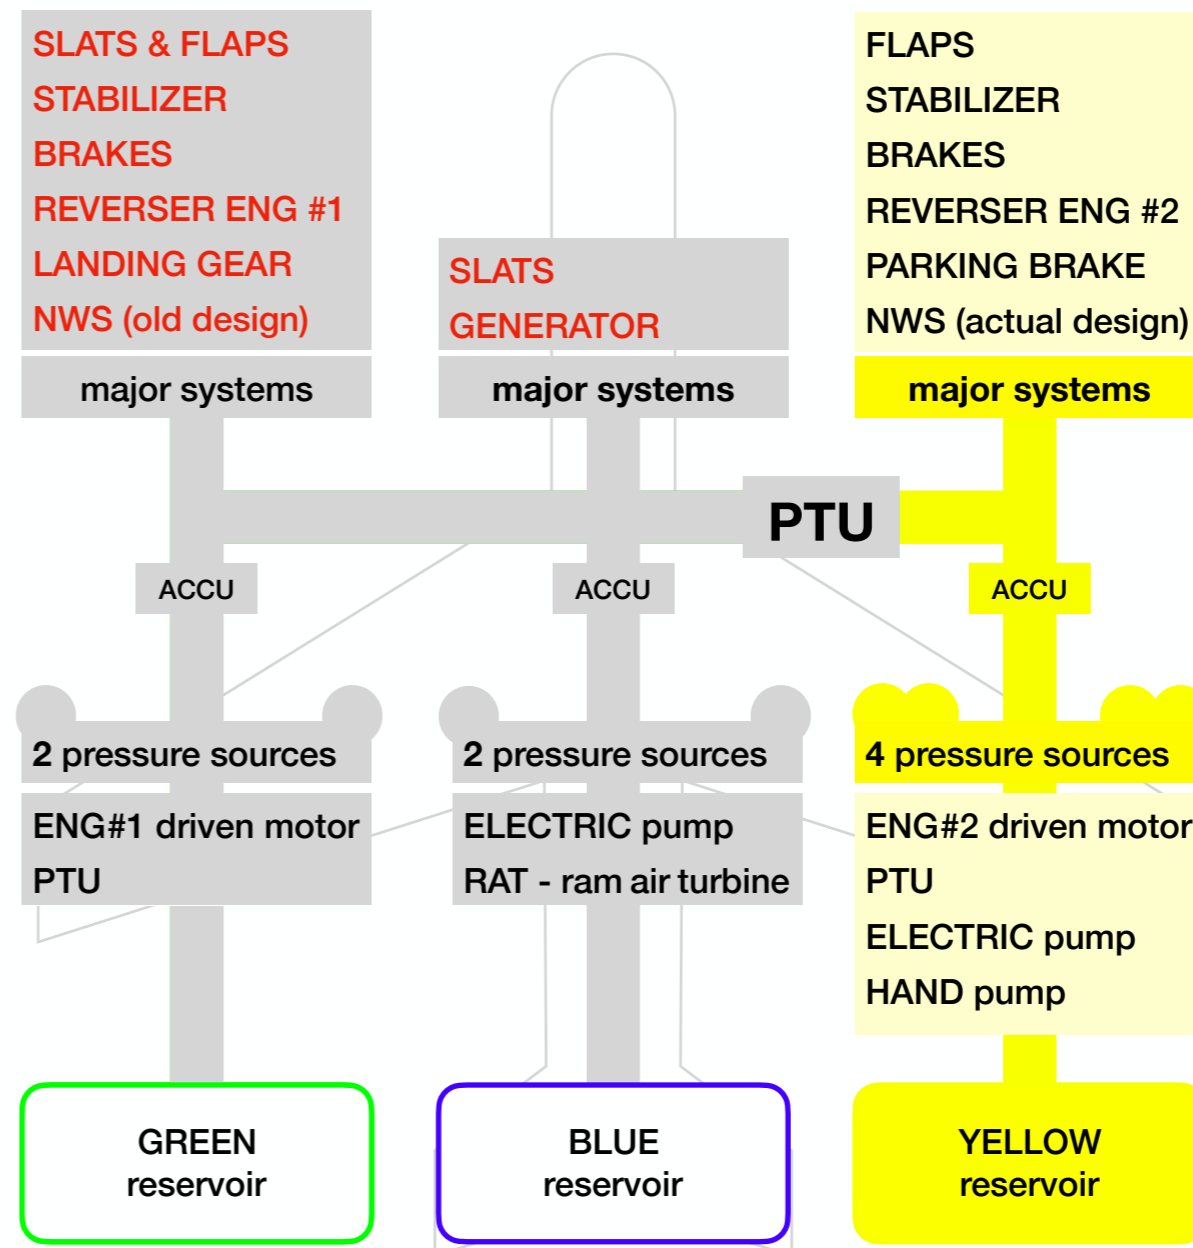 SLATS & FLAPS
STABILIZER
BRAKES
REVERSER ENG #1
LANDING GEAR
NWS (old design)
major systems
SLATS
GENERATOR
major systems
FLAPS
STABILIZER
BRAKES
REVERSER ENG #2
PARKING BRAKE
NWS (actual design)
major systems
PTU
ACCU
ACCU
ACCU
2 pressure sources
ENG#1 driven motor
PTU
2 pressure sources
ELECTRIC pump
RAT - ram air turbine
4 pressure sources
ENG#2 driven motor
PTU
ELECTRIC pump
HAND pump
GREEN
reservoir
BLUE
reservoir
YELLOW
reservoir